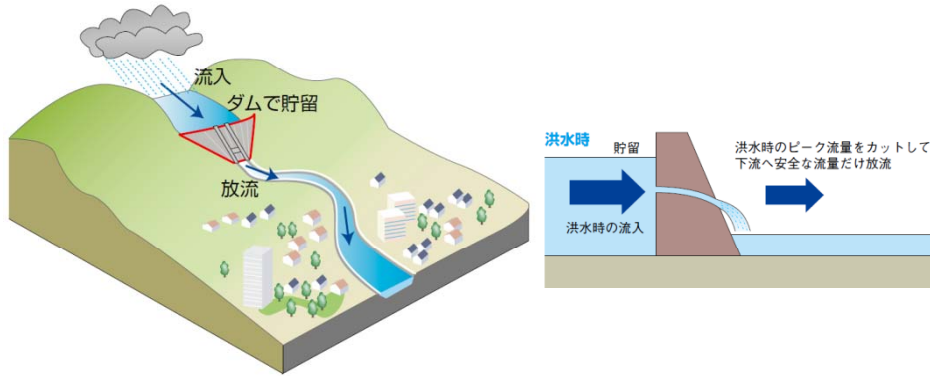 流入
ダムで貯留
放流
洪水時
貯留
洪水時のピーク流量をカットして
下流へ安全な流量だけ放流
洪水時の流入